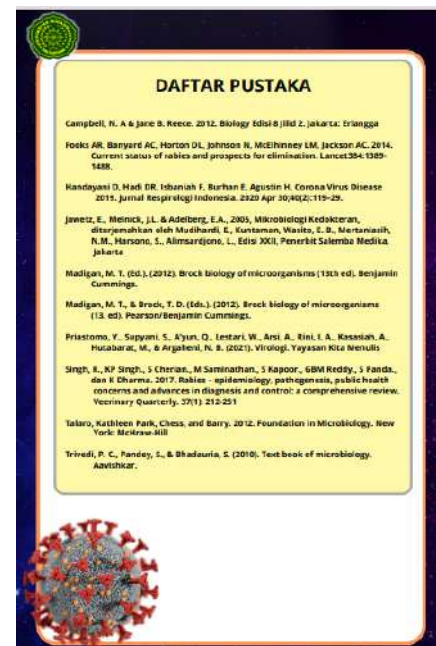 DAFTAR PUSTAKA
Campbell, N. A & Jane B. Reece. 2012. Biology Edisi 8 Jilid 2. Jakarta: Erlangga
Fooks AR, Banyard AC, Horton DL, Johnson N, McElhinney LM, Jackson AC. 2014.
Current status of rabies and prospects for elimination. Lancet384:1389-
1488.
Handayani D, Hadi DR, Isbaniah F, Burhan E, Agustin H. Corona Virus Disease
2019. Jurnal Respirologi Indonesia. 2020 Apr 30;40(2):119–29.
Jawetz, E., Melnick, J.L. & Adelberg, E.A., 2005, Mikrobiologi Kedokteran,
diterjemahkan oleh Mudihardi, E., Kuntaman, Wasito, E. B., Mertaniasih,
N.M., Harsono, S., Alimsardjono, L., Edisi XXII, Penerbit Salemba Medika,
Jakarta
Madigan, M. T. (Ed.). (2012). Brock biology of microorganisms (13th ed). Benjamin
Cummings.
Madigan, M. T., & Brock, T. D. (Eds.). (2012). Brock biology of microorganisms
(13. ed). Pearson/Benjamin Cummings.
Priastomo, Y., Supyani, S., A'yun, Q., Lestari, W., Arsi, A., Rini, I. A., Kasasiah, A.,
Hutabarat, M., & Argaheni, N. B. (2021). Virologi. Yayasan Kita Menulis
Singh, R., KP Singh, S Cherian., M Saminathan., S Kapoor., GBM Reddy., S Panda.,
dan K Dharma. 2017. Rabies – epidemiology, pathogenesis, public health
concerns and advances in diagnosis and control: a comprehensive review.
Veerinary Quarterly. 37(1): 212-251
Talaro, Kathleen Park, Chess, and Barry. 2012. Foundation in Microbiology. New
York: McHraw-Hill
Trivedi, P. C., Pandey, S., & Bhadauria, S. (2010). Text book of microbiology.
Aavishkar.